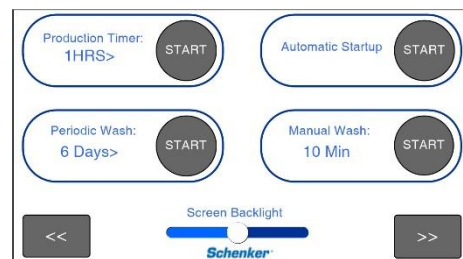 Production Timer:
1HRS>
START
Automatic Startup
START
Periodic Wash:
6 Days>
START
Manual Wash:
10 Min
START
Screen Backlight
<<
>>
Schenker